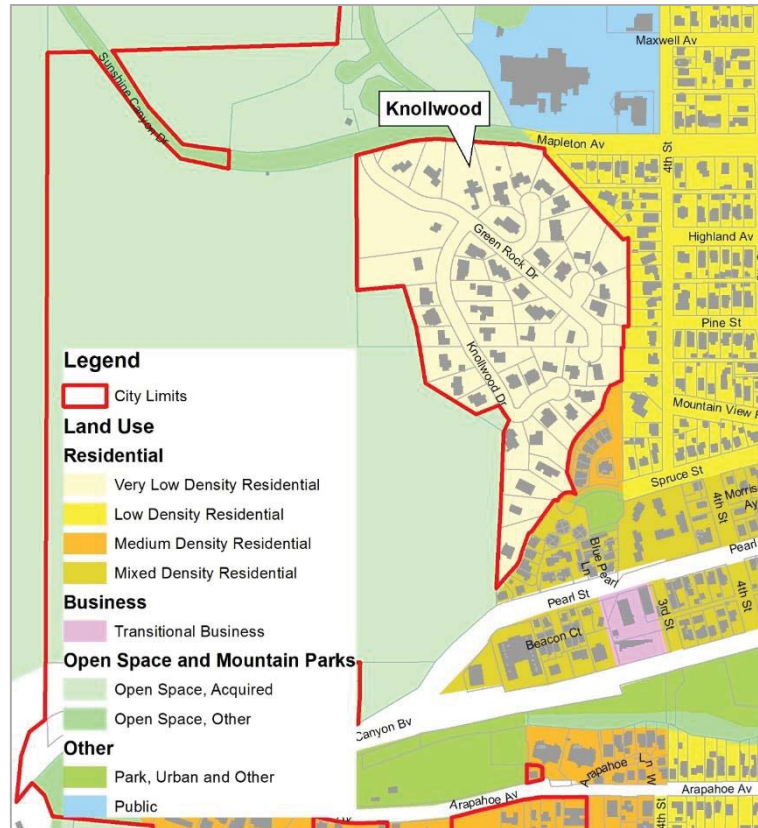 Maxwell Av
Sunshine Canyon Dr
Knollwood
Mapleton Av
4th St
Highland Av
Green Rock Dr
Pine St
Knollwood Dr
Mountain View
Spruce St
4th St
Morris
Av
Pearl
Blue Pearl
Ln
Pearl St
3rd St
4th St
Beacon Ct
Canyon Bv
Arapahoe
Ln W
Arapahoe Av
Arapahoe Av
4th St
Legend
City Limits
Land Use
Residential
Very Low Density Residential
Low Density Residential
Medium Density Residential
Mixed Density Residential
Business
Transitional Business
Open Space and Mountain Parks
Open Space, Acquired
Open Space, Other
Other
Park, Urban and Other
Public